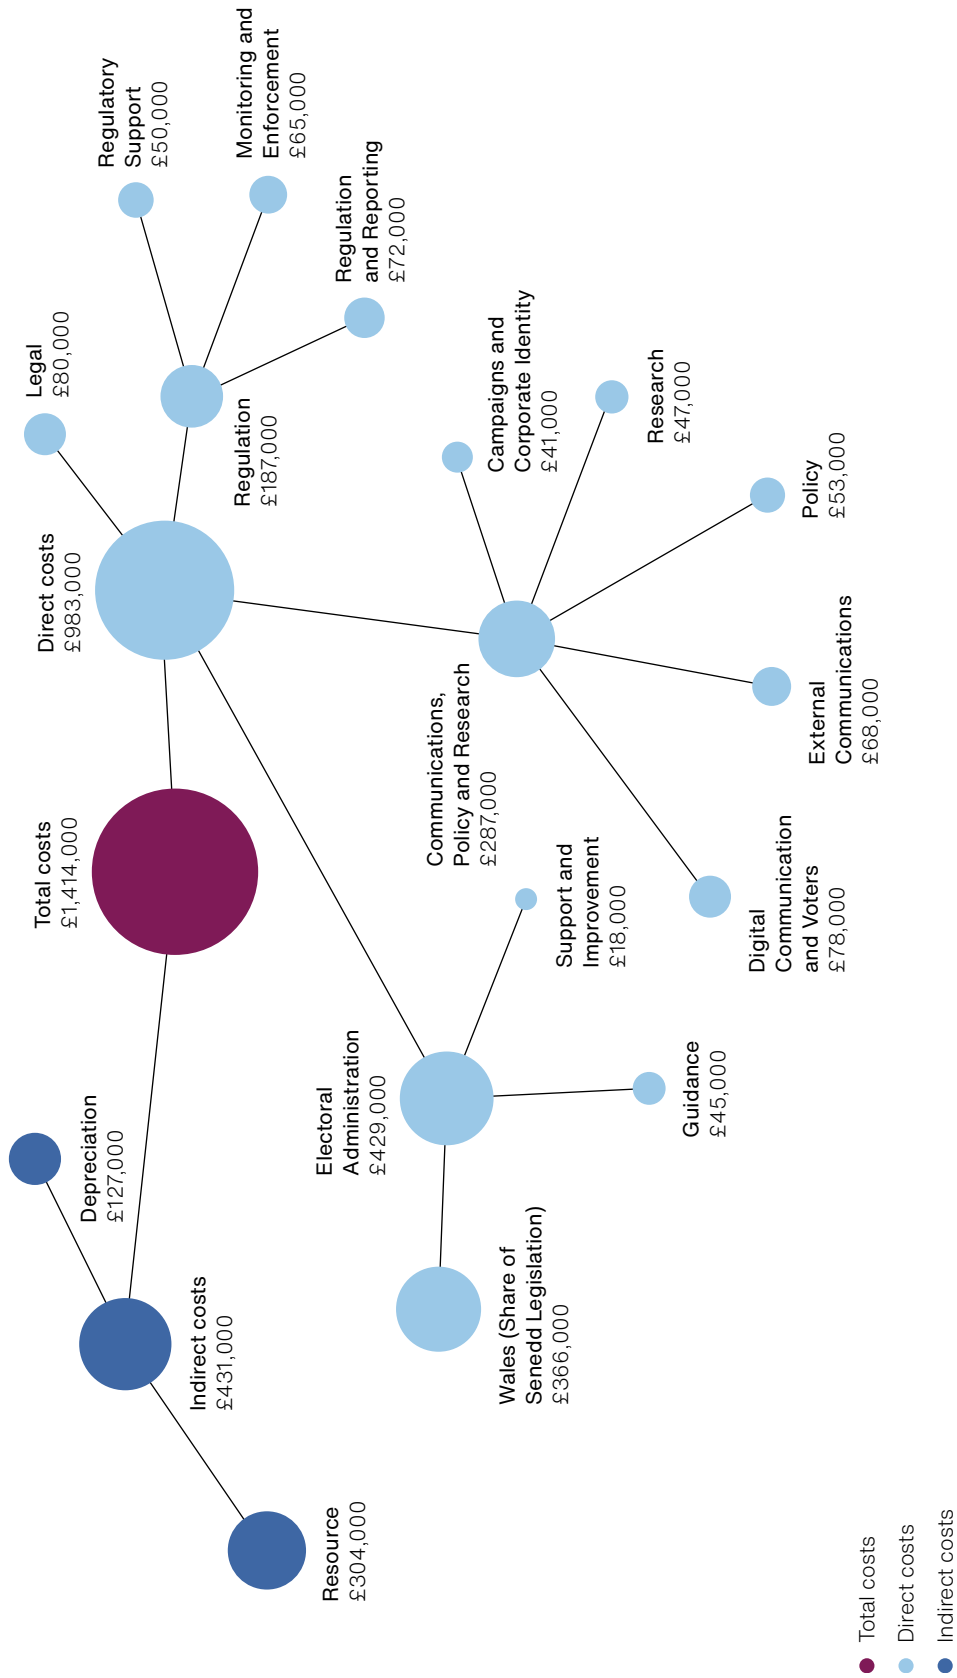 Resource
£304,000
Indirect costs
£431,000
Depreciation
£127,000
Total costs
£1,414,000
Direct costs
£983,000
Legal
£80,000
Regulation
£187,000
Regulatory
Support
£50,000
Monitoring and
Enforcement
£65,000
Regulation
and Reporting
£72,000
Electoral
Administration
£429,000
Wales (Share of
Senedd Legislation)
£366,000
Guidance
£45,000
Support and
Improvement
£18,000
Communications,
Policy and Research
£287,000
Campaigns and
Corporate Identity
£41,000
Research
£47,000
Policy
£53,000
External
Communications
£68,000
Digital
Communication
and Voters
£78,000
Total costs
Direct costs
Indirect costs